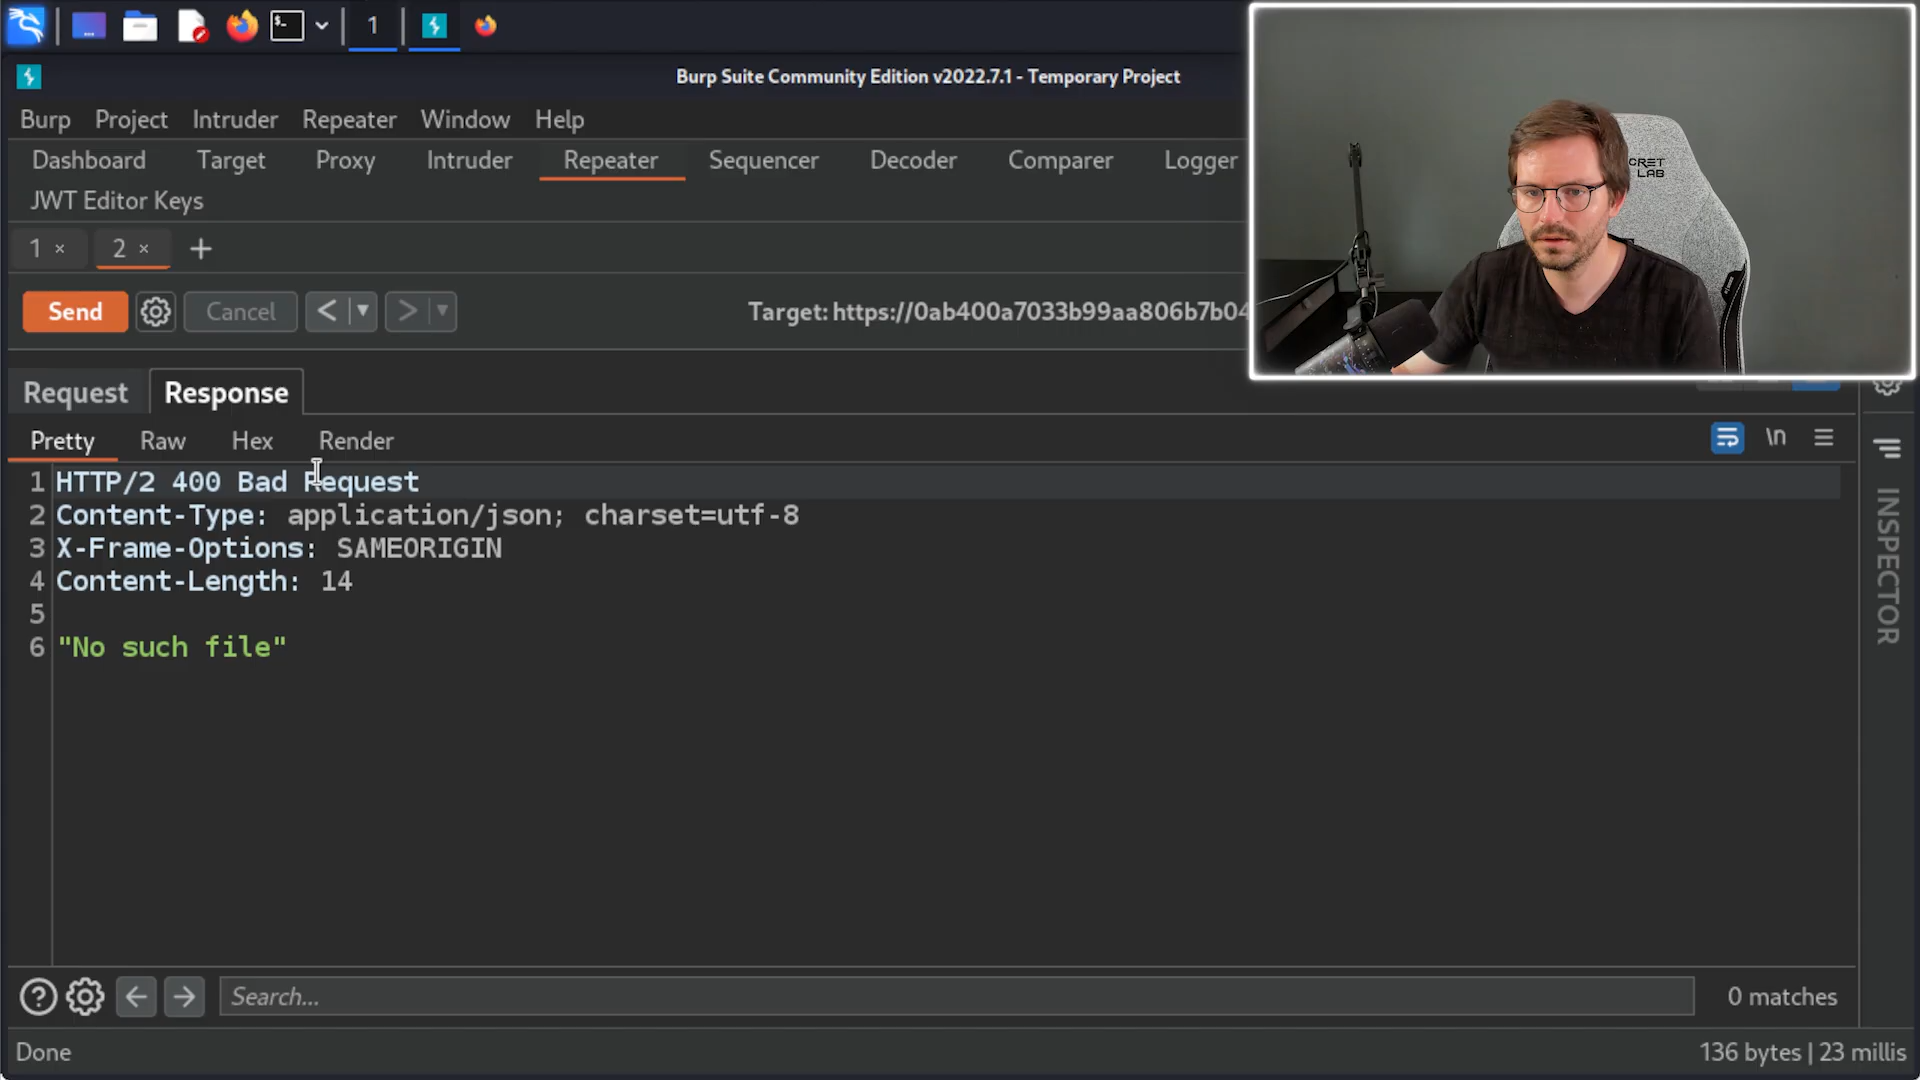 1
Burp Suite Community Edition v2022.7.1 - Temporary Project
Burp Project Intruder Repeater Window Help
Dashboard Target Proxy Intruder Repeater Sequencer Decoder Comparer Logger
JWT Editor Keys
1 × 2 × +
Send Cancel < >
Target: https://0ab400a7033b99aa806b7b04
CRET
LAB
Request Response
Pretty Raw Hex Render
\n
1 HTTP/2 400 Bad Request
2 Content-Type: application/json; charset=utf-8
3 X-Frame-Options: SAMEORIGIN
4 Content-Length: 14
5
6 "No such file"
INSPECTOR
? Search... 0 matches
Done 136 bytes | 23 millis